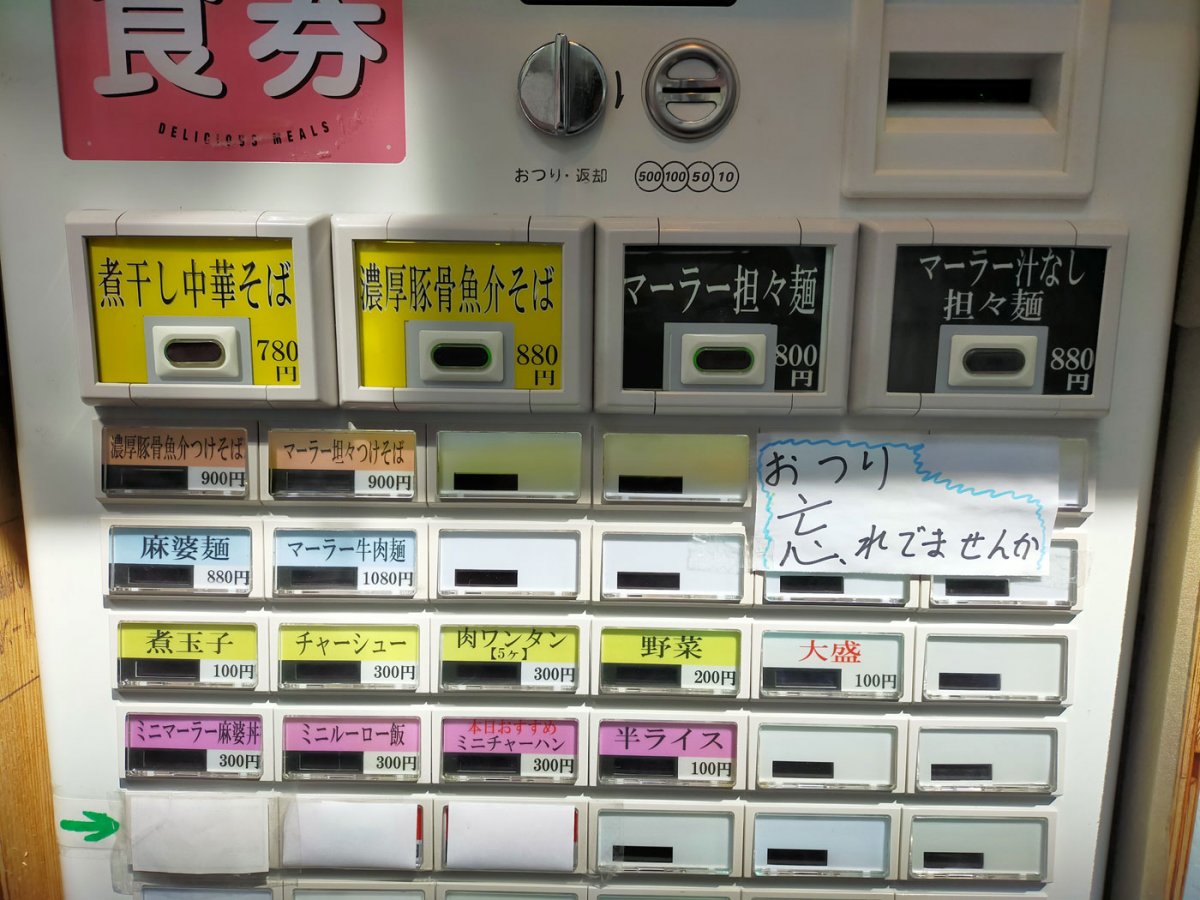 食券
DELICIOUS MEALS
おつり・返却
500 100 50 10
煮干し中華そば
780
円
濃厚豚骨魚介そば
880
円
マーラー担々麺
800
円
マーラー汁なし
担々麺
880
円
濃厚豚骨魚介つけそば
900円
マーラー坦々つけそば
900円
おつり
忘れてませんか
麻婆麺
880円
マーラー牛肉麺
1080円
煮玉子
100円
チャーシュー
300円
肉ワンタン
【5ヶ】
300円
野菜
200円
大盛
100円
ミニマーラー麻婆丼
300円
ミニルーロー飯
300円
本日おすすめ
ミニチャーハン
300円
半ライス
100円